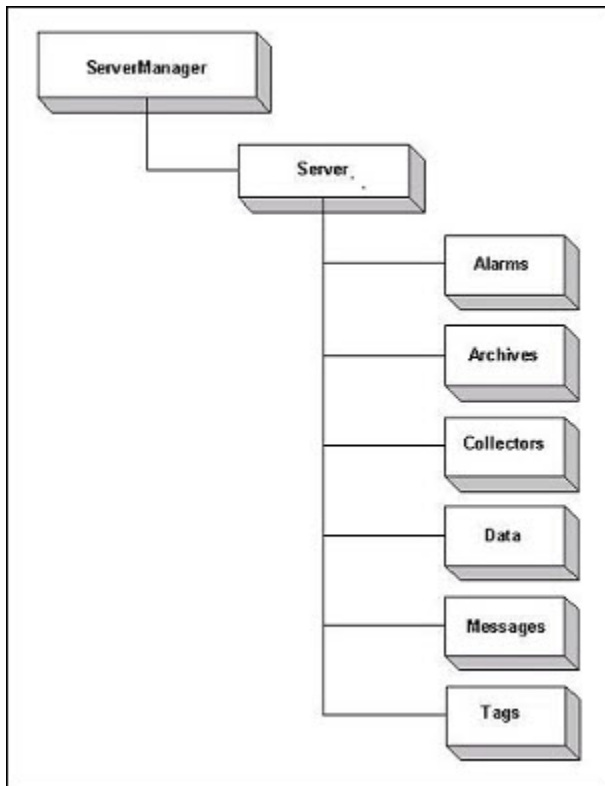 ServerManager
Server
Alarms
Archives
Collectors
Data
Messages
Tags